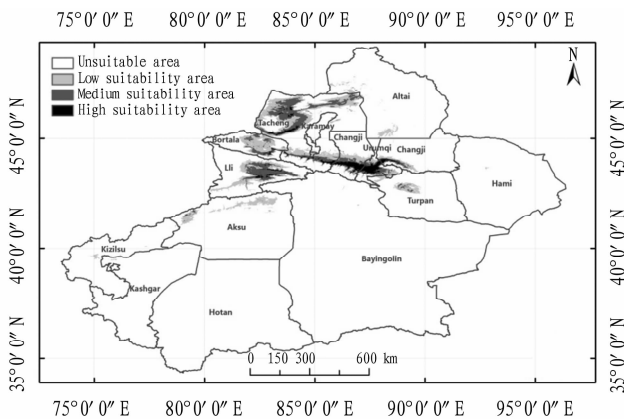 75°0′0″E 80°0′0″E 85°0′0″E 90°0′0″E 95°0′0″E
Unsuitable area
Low suitability area
Medium suitability area
High suitability area
N
Altai
Tacheng
Karamay
Changji
Bortala
Urumqi
Changji
45°0′0″N
45°0′0″N
Lli
Hami
Turpan
Aksu
Kizilsu
Bayingolin
40°0′0″N
40°0′0″N
Kashgar
Hotan
0 150 300 600 km
35°0′0″N
35°0′0″N
75°0′0″E 80°0′0″E 85°0′0″E 90°0′0″E 95°0′0″E